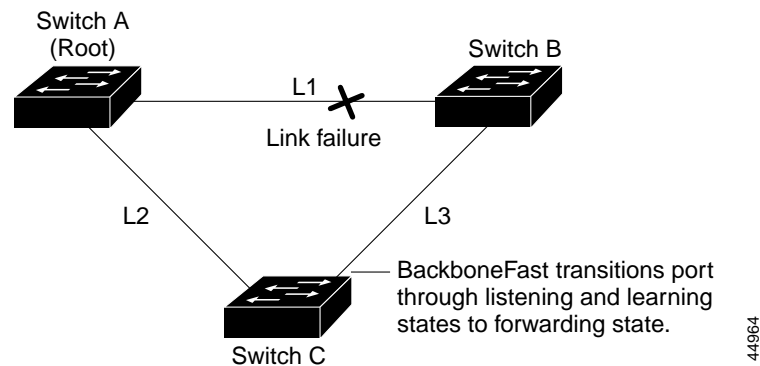 Switch A
(Root)
Switch B
L1
Link failure
L2
L3
BackboneFast transitions port
through listening and learning
states to forwarding state.
Switch C
44964